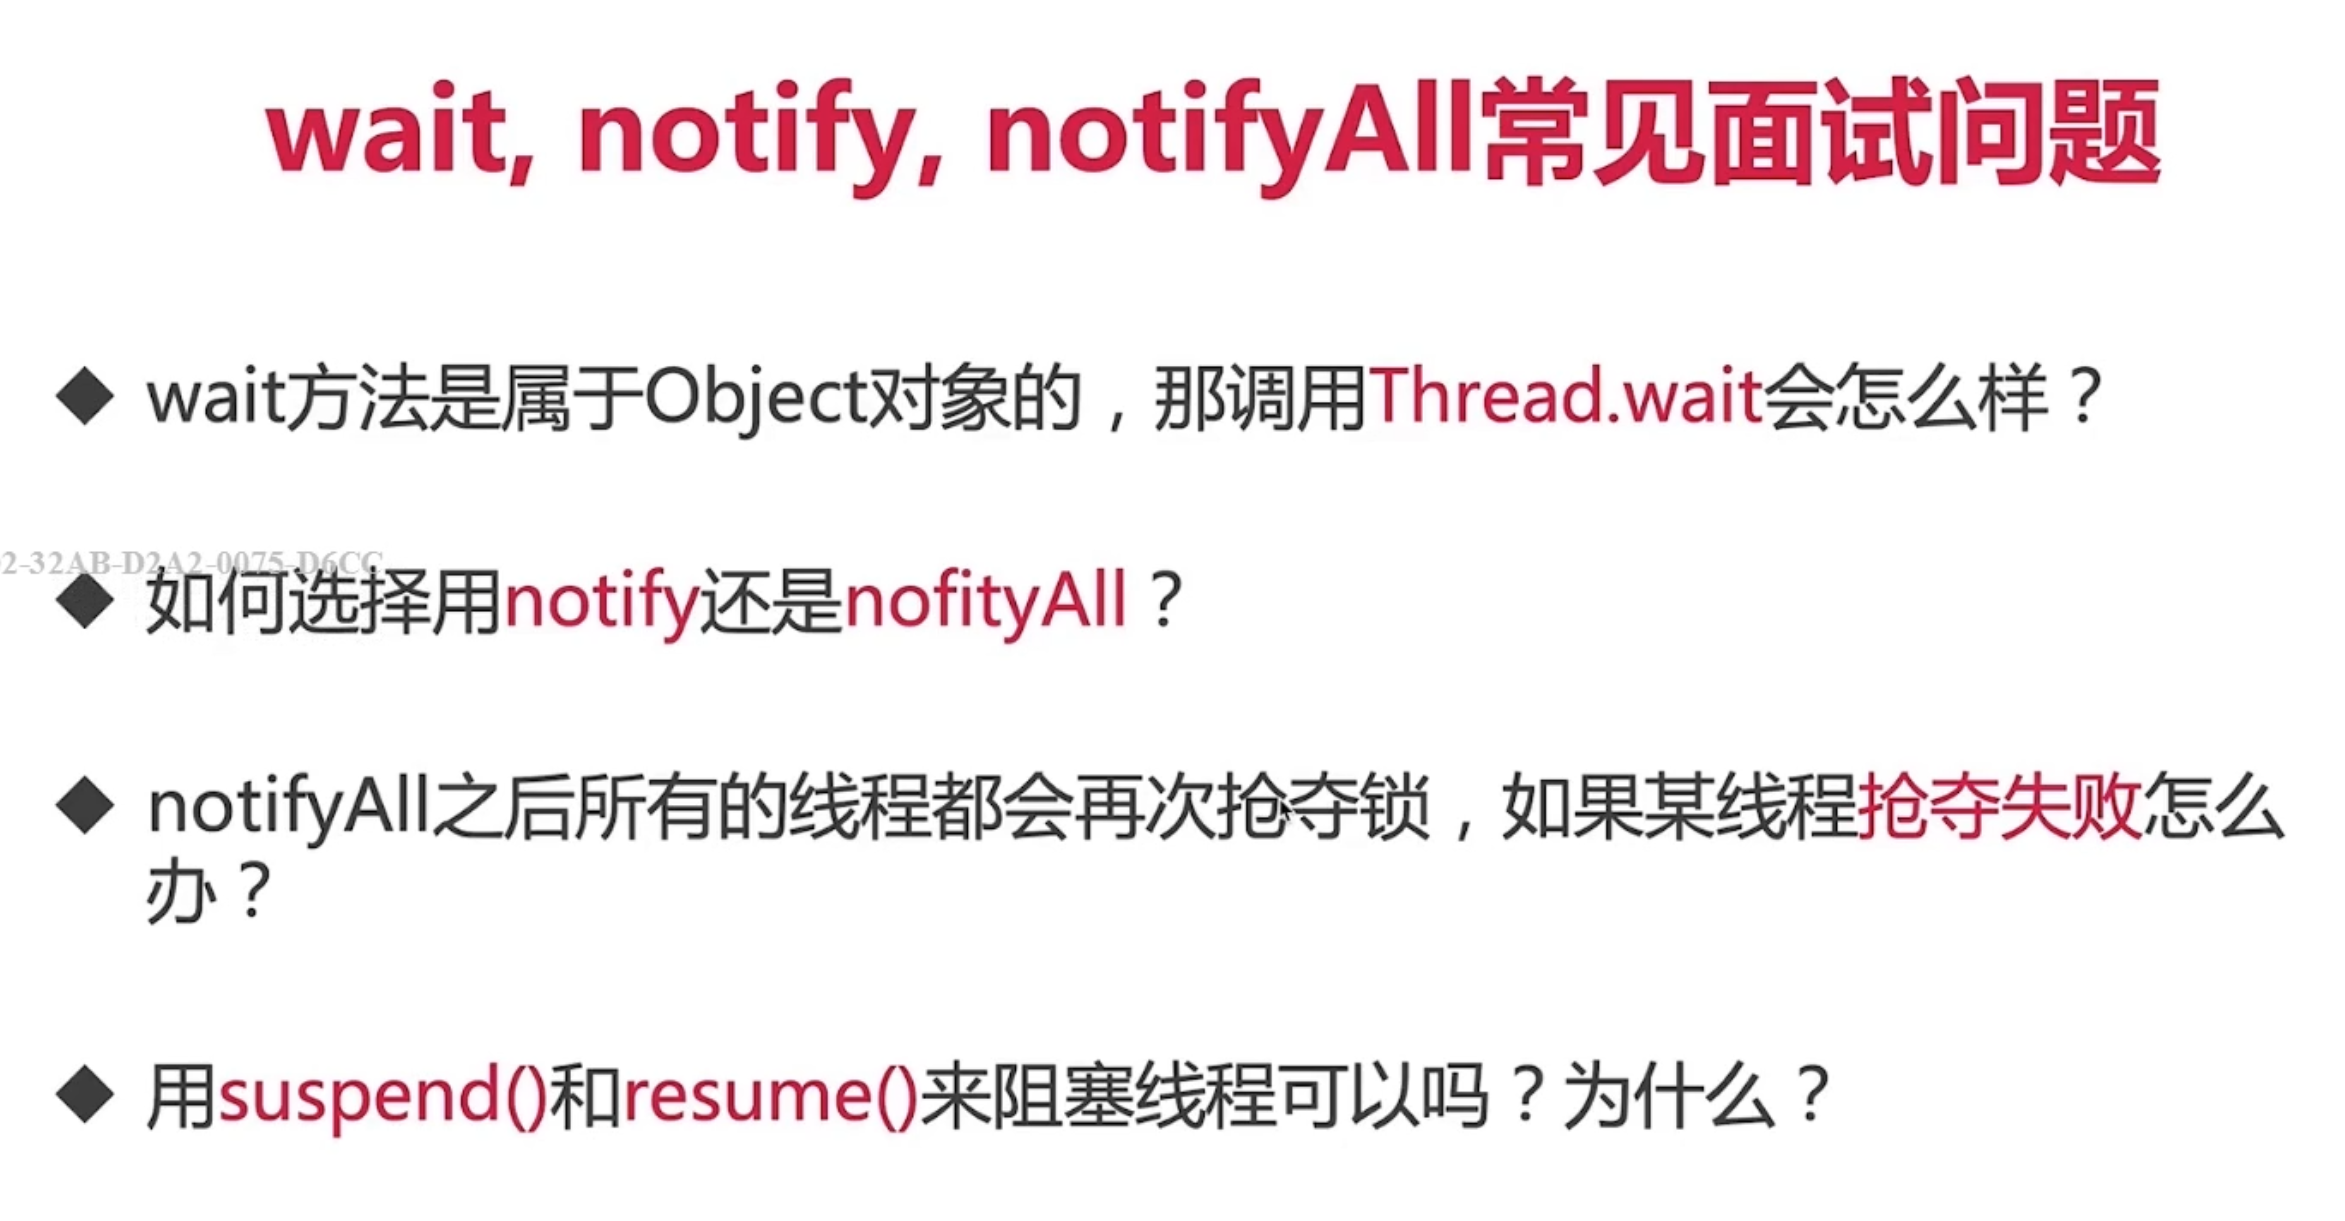 wait, notify, notifyAll常见面试问题
◆ wait方法是属于Object对象的，那调用Thread.wait会怎么样？
2-32AB-D2A2-0075-D6CC
◆ 如何选择用notify还是nofityAll？
◆ notifyAll之后所有的线程都会再次抢夺锁，如果某线程抢夺失败怎么
办？
◆ 用suspend()和resume()来阻塞线程可以吗？为什么？